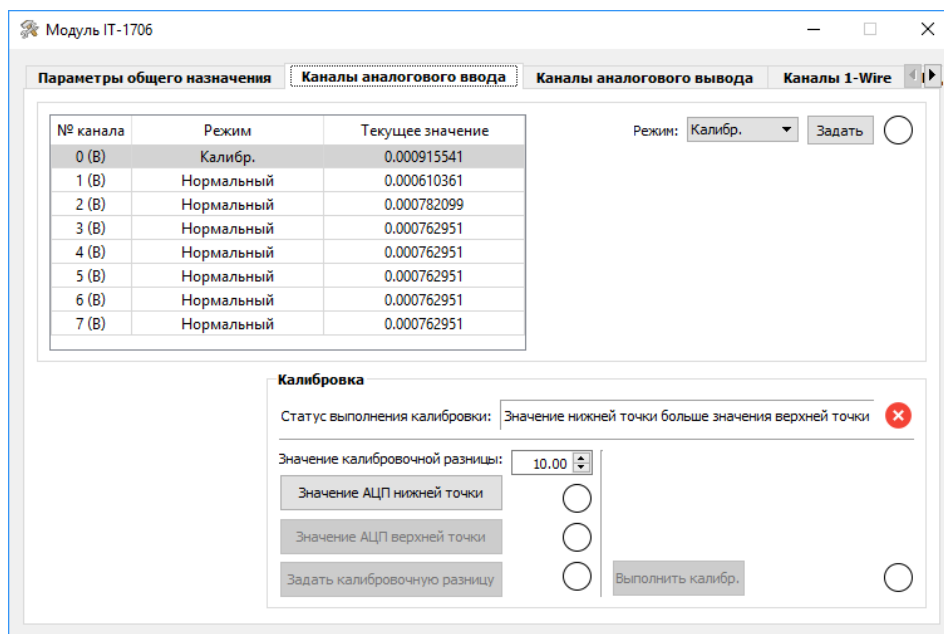 Модуль IT-1706
Параметры общего назначения Каналы аналогового ввода Каналы аналогового вывода Каналы 1-Wire
№ канала Режим Текущее значение
0 (В) Калибр. 0.000915541
1 (В) Нормальный 0.000610361
2 (В) Нормальный 0.000782099
3 (В) Нормальный 0.000762951
4 (В) Нормальный 0.000762951
5 (В) Нормальный 0.000762951
6 (В) Нормальный 0.000762951
7 (В) Нормальный 0.000762951
Режим: Калибр. Задать
Калибровка
Статус выполнения калибровки: Значение нижней точки больше значения верхней точки
Значение калибровочной разницы: 10.00
Значение АЦП нижней точки
Значение АЦП верхней точки
Задать калибровочную разницу Выполнить калибр.